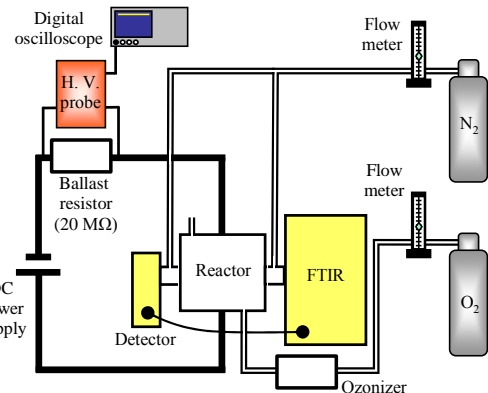 Digital
oscilloscope
H. V.
probe
Ballast
resistor
(20 MΩ)
Flow
meter
N2
Flow
meter
Reactor
FTIR
O2
Detector
Ozonizer